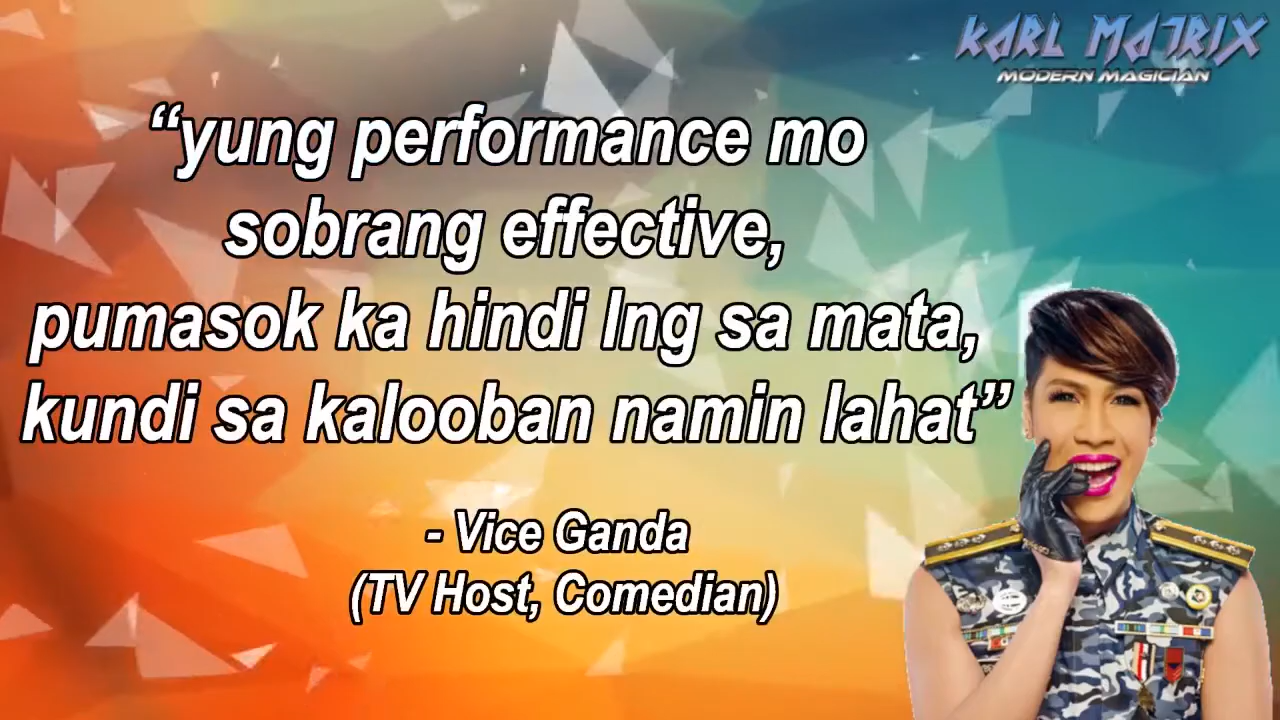 KARL MATRIX
MODERN MAGICIAN
“yung performance mo
sobrang effective,
pumasok ka hindi lng sa mata,
kundi sa kalooban namin lahat”
- Vice Ganda
(TV Host, Comedian)